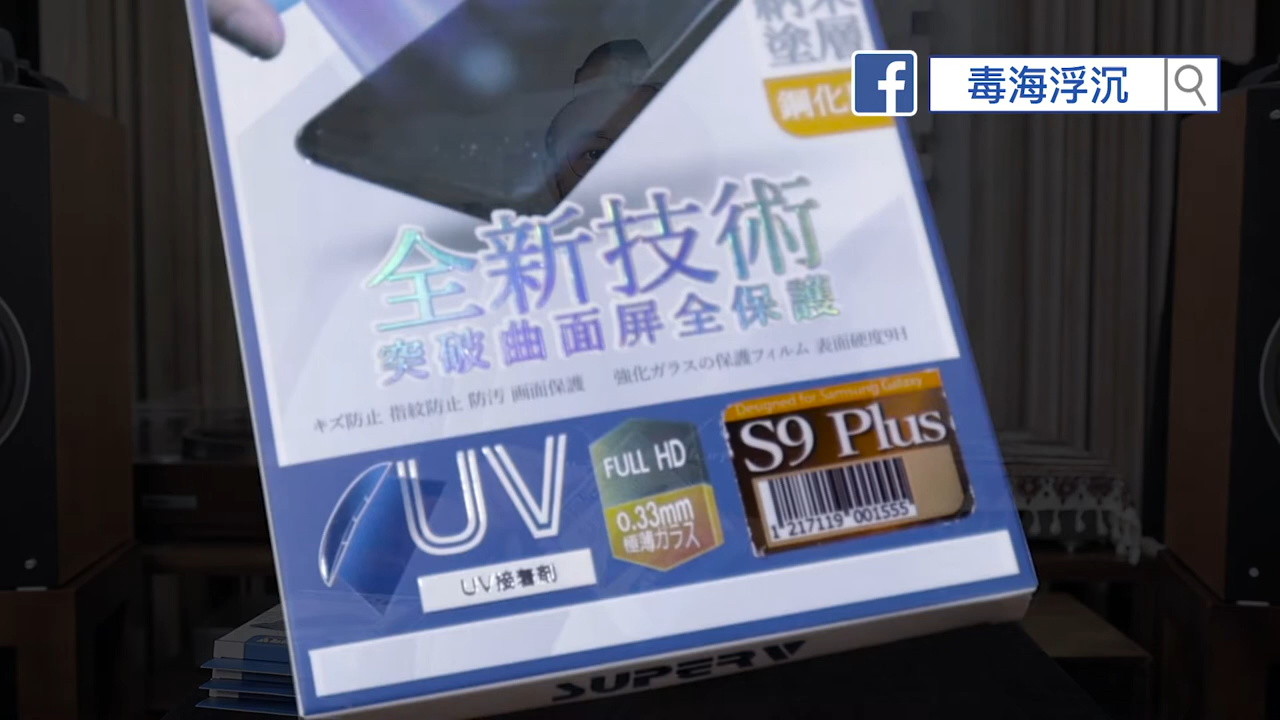 塗層
鋼化
毒海浮沉
全新技術
突破曲面屏全保護
キズ防止 指紋防止 防汚 画面保護 強化ガラスの保護フィルム 表面硬度9H
UV
UV接着剤
FULL HD
0.33mm
極薄ガラス
Designed for Samsung Galaxy
S9 Plus
1 217119 001555
SUPER V